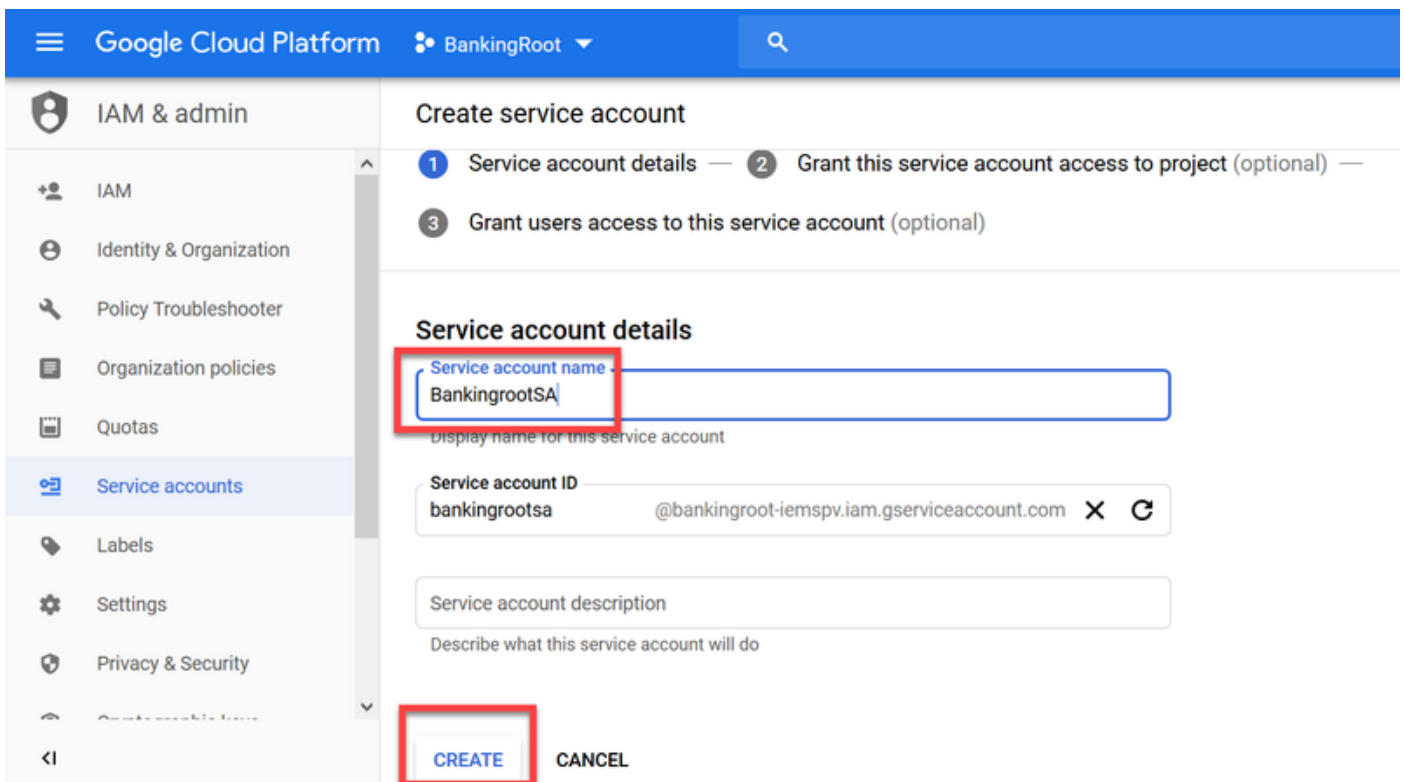 Google Cloud Platform BankingRoot
IAM & admin
Create service account
1 Service account details — 2 Grant this service account access to project (optional) —
3 Grant users access to this service account (optional)
IAM
Identity & Organization
Policy Troubleshooter
Organization policies
Quotas
Service accounts
Labels
Settings
Privacy & Security
Service account details
Service account name
BankingrootSA
Display name for this service account
Service account ID
bankingrootsa @bankingroot-iemspv.iam.gserviceaccount.com
Service account description
Describe what this service account will do
CREATE CANCEL